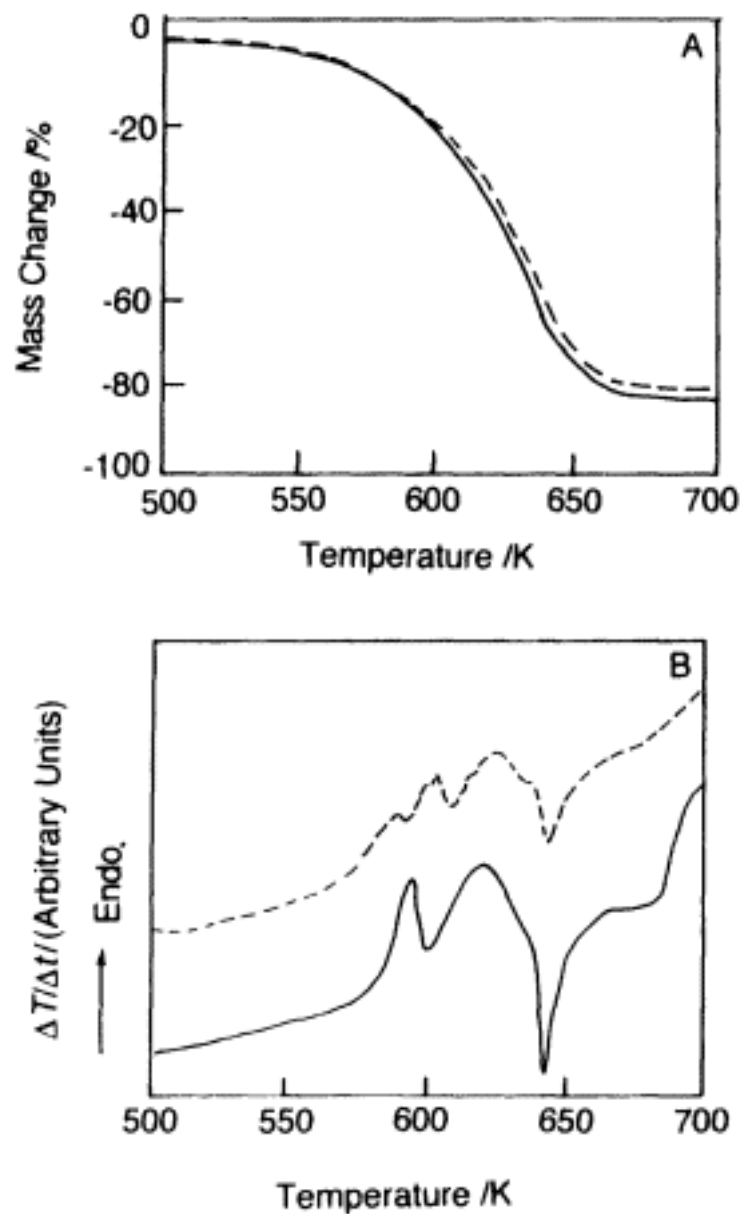 A
0
-20
-40
-60
-80
-100
Mass Change /%
500 550 600 650 700
Temperature /K
B
ΔT/Δt/(Arbitrary Units)
Endo.
500 550 600 650 700
Temperature /K